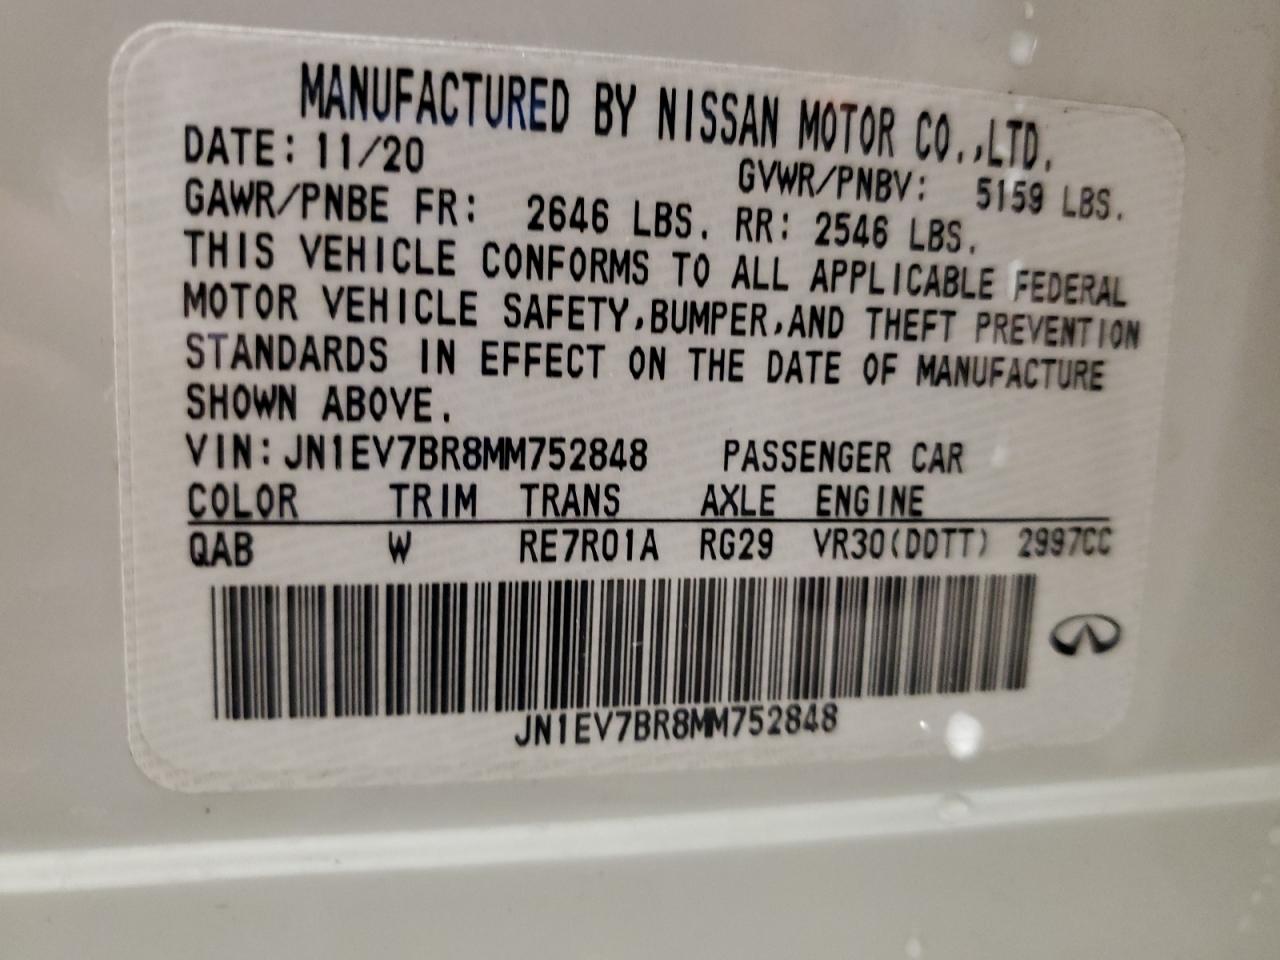 MANUFACTURED BY NISSAN MOTOR CO.,LTD.
DATE: 11/20 GVWR/PNBV: 5159 LBS.
GAWR/PNBE FR: 2646 LBS. RR: 2546 LBS.
THIS VEHICLE CONFORMS TO ALL APPLICABLE FEDERAL
MOTOR VEHICLE SAFETY,BUMPER,AND THEFT PREVENTION
STANDARDS IN EFFECT ON THE DATE OF MANUFACTURE
SHOWN ABOVE.
VIN: JN1EV7BR8MM752848 PASSENGER CAR
COLOR TRIM TRANS AXLE ENGINE
QAB W RE7R01A RG29 VR30(DDTT) 2997CC
JN1EV7BR8MM752848